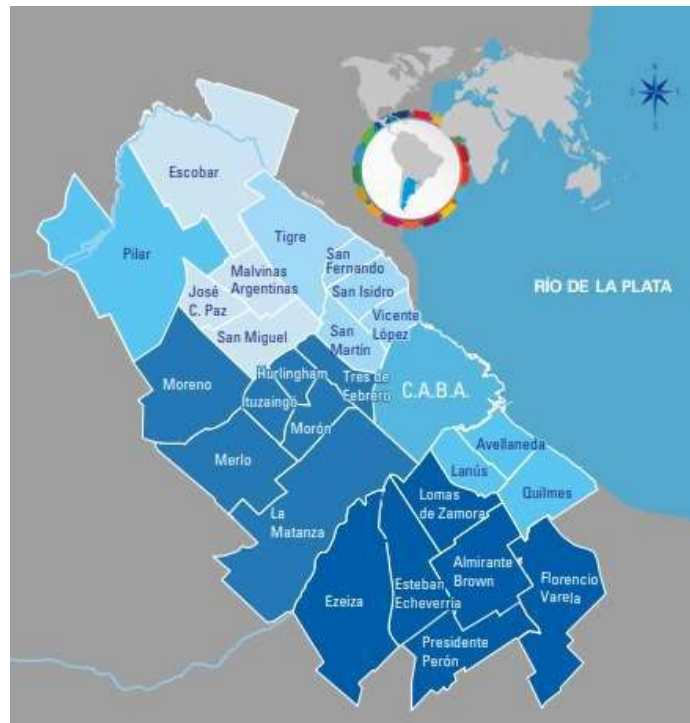 Escobar
Pilar
Tigre
San
Fernando
Malvinas
Argentinas
José
C. Paz
San Isidro
Vicente
López
San Miguel
San
Martín
RÍO DE LA PLATA
Moreno
Hurlingham
Ituzaingó
Tres de
Febrero
C.A.B.A.
Morón
Merlo
Avellaneda
Lanús
Quilmes
La
Matanza
Lomas
de Zamora
Almirante
Brown
Florencio
Varela
Esteban
Echeverría
Ezeiza
Presidente
Perón